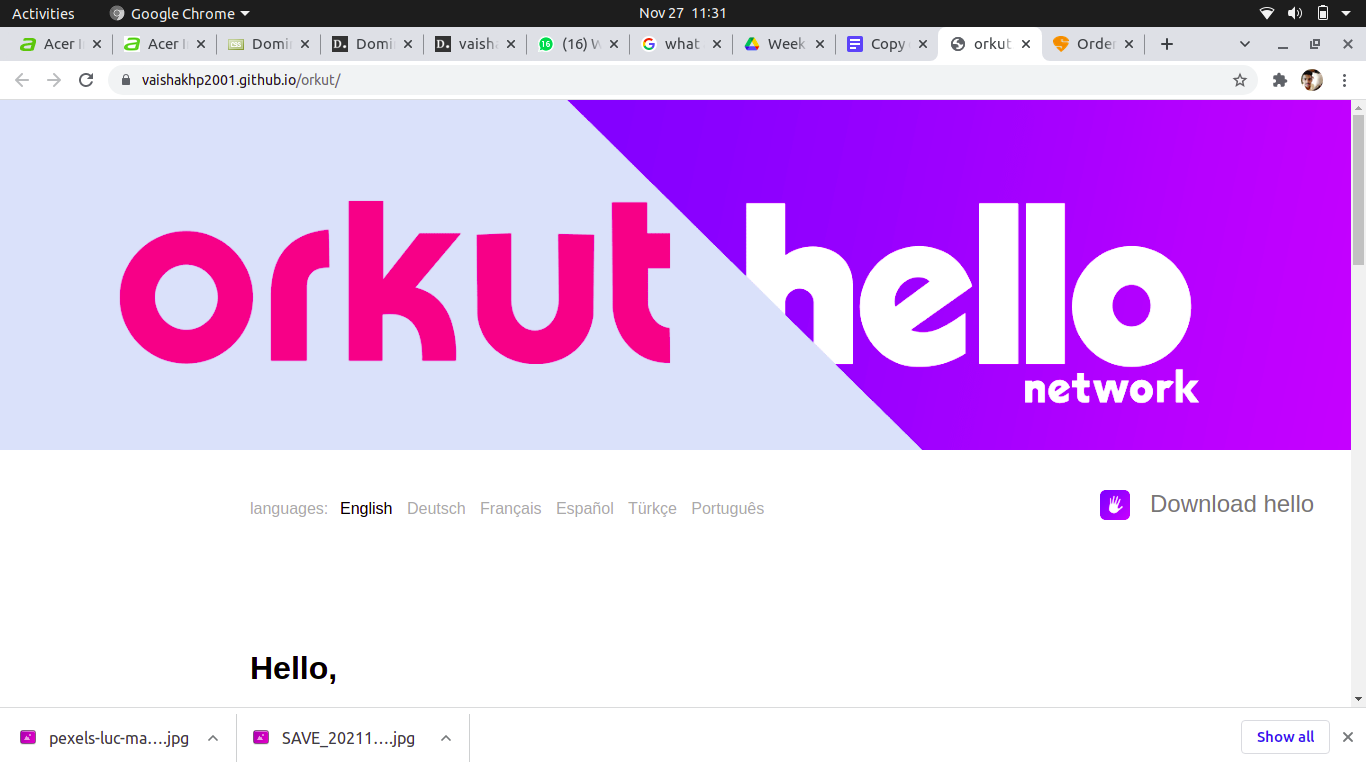 Activities Google Chrome Nov 27 11:31
Acer I Acer I Domi Domi vaish (16) W what Week Copy orkut Order
vaishakhp2001.github.io/orkut/
orkut hello
network
languages: English Deutsch Français Español Türkçe Português Download hello
Hello,
pexels-luc-ma….jpg SAVE_20211….jpg Show all